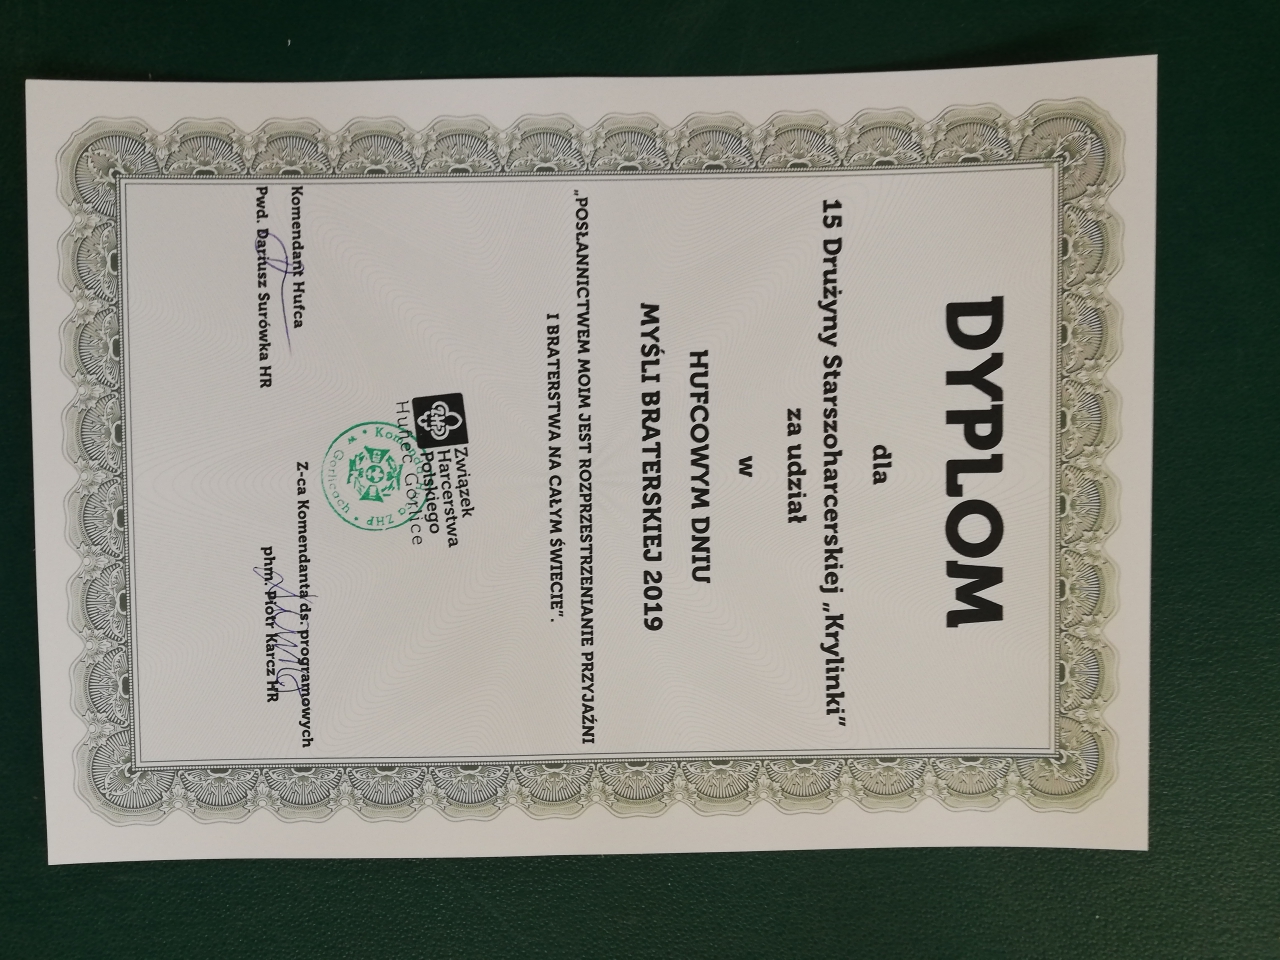 DYPLOM
dla
15 Drużyny Starszoharcerskiej „Krylinki”
za udział
w
HUFCOWYM DNIU
MYŚLI BRATERSKIEJ 2019
„POSŁANNICTWEM MOIM JEST ROZPRZESTRZENIANIE PRZYJAŹNI
I BRATERSTWA NA CAŁYM ŚWIECIE”.
ZHP
Związek
Harcerstwa
Polskiego
Hufiec Gorlice
Komenda Hufca ZHP • w Gorlicach •
Komendant Hufca
Pwd. Dariusz Surówka HR
Z-ca Komendanta ds. programowych
phm. Piotr Karcz HR